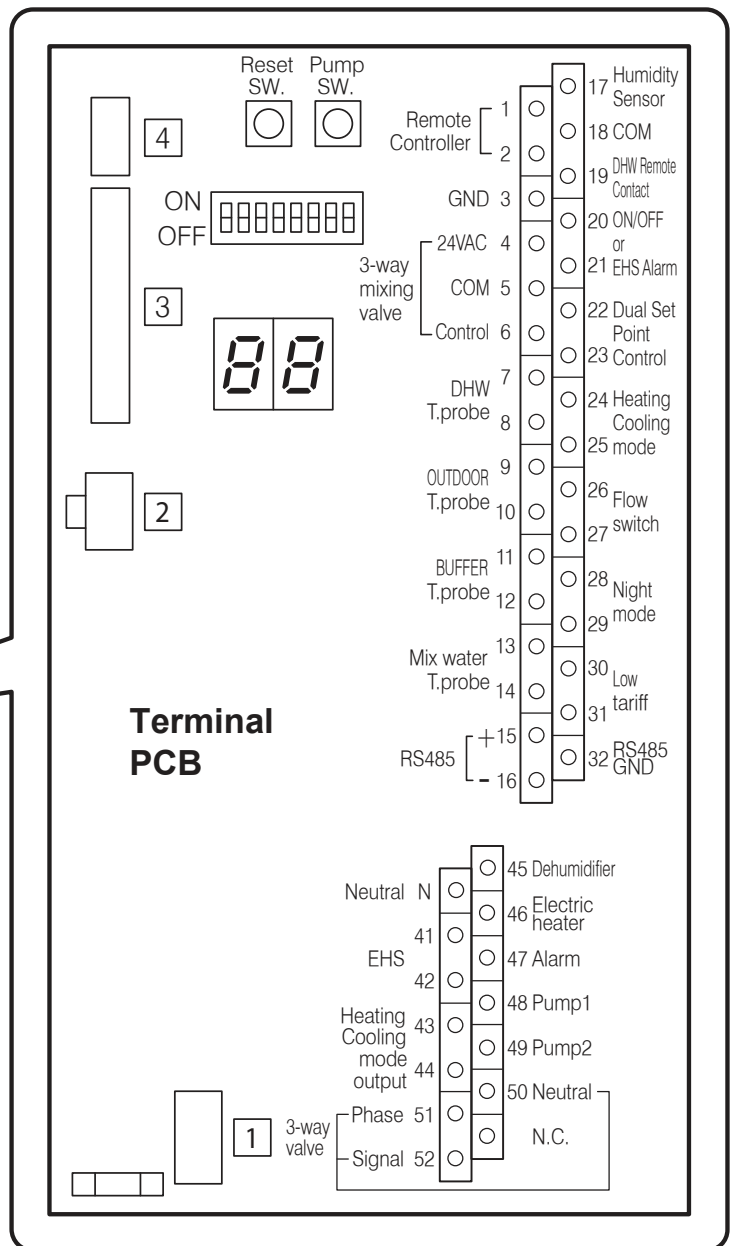 Reset
SW.
Pump
SW.
4
ON
OFF
3
88
2
Terminal
PCB
1
Remote
Controller
1
2
GND 3
3-way
mixing
valve
24VAC 4
COM 5
Control 6
DHW
T.probe
7
8
OUTDOOR
T.probe
9
10
BUFFER
T.probe
11
12
Mix water
T.probe
13
14
RS485
+15
- 16
17 Humidity
Sensor
18 COM
19 DHW Remote
Contact
20 ON/OFF
or
21 EHS Alarm
22 Dual Set
Point
23 Control
24 Heating
Cooling
25 mode
26
Flow
switch
27
28
Night
mode
29
30
Low
tariff
31
32 RS485
GND
Neutral N
EHS
41
42
Heating
Cooling
mode
output
43
44
3-way
valve
Phase 51
Signal 52
45 Dehumidifier
46 Electric
heater
47 Alarm
48 Pump1
49 Pump2
50 Neutral
N.C.